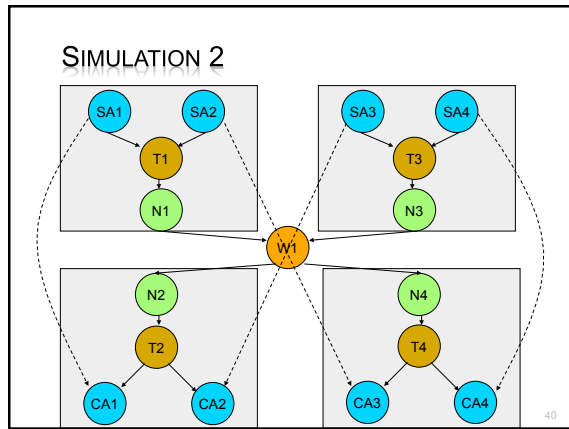 SIMULATION 2
SA1 SA2 SA3 SA4
T1 T3
N1 N3
W1
N2 N4
T2 T4
CA1 CA2 CA3 CA4
40